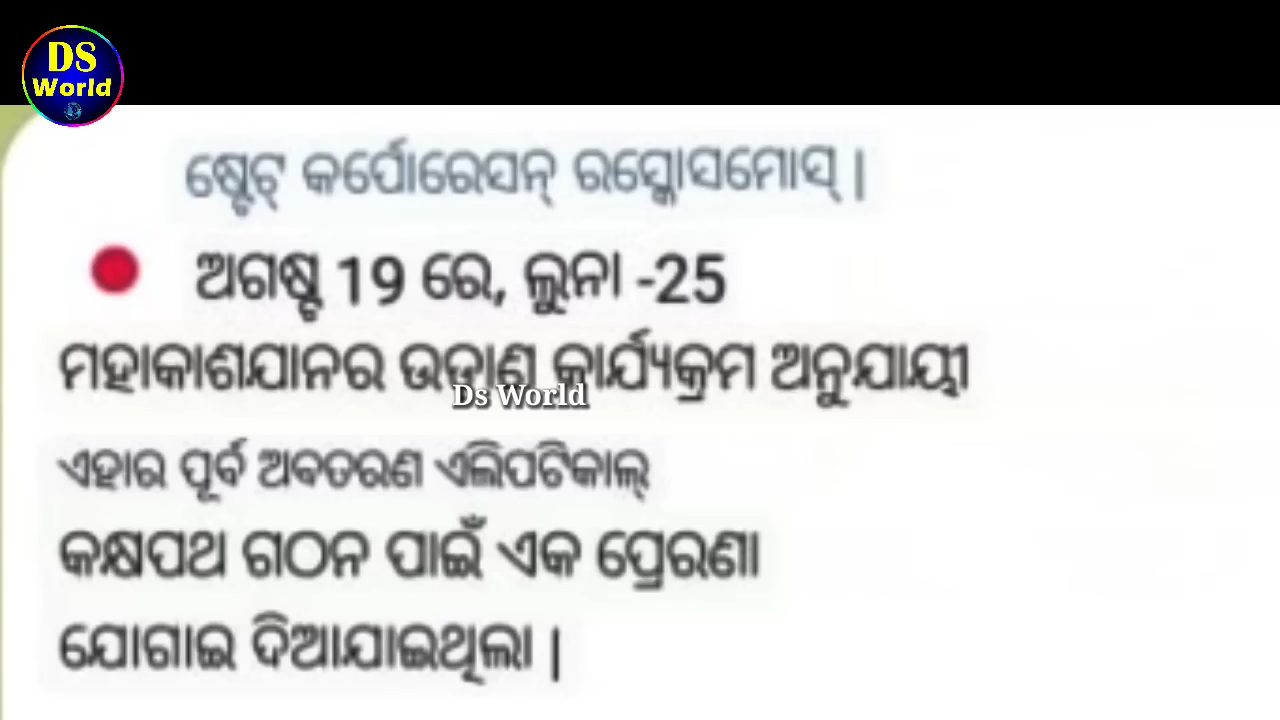 DS
World
ଷ୍ଟେଟ୍ କର୍ପୋରେସନ୍ ରସ୍କୋସମୋସ୍ |
ଅଗଷ୍ଟ 19 ରେ, ଲୁନା -25
ମହାକାଶଯାନର ଉଡାଣ କାର୍ଯ୍ୟକ୍ରମ ଅନୁଯାୟୀ
Ds World
ଏହାର ପୂର୍ବ ଅବତରଣ ଏଲିପଟିକାଲ୍
କକ୍ଷପଥ ଗଠନ ପାଇଁ ଏକ ପ୍ରେରଣା
ଯୋଗାଇ ଦିଆଯାଇଥିଲା |